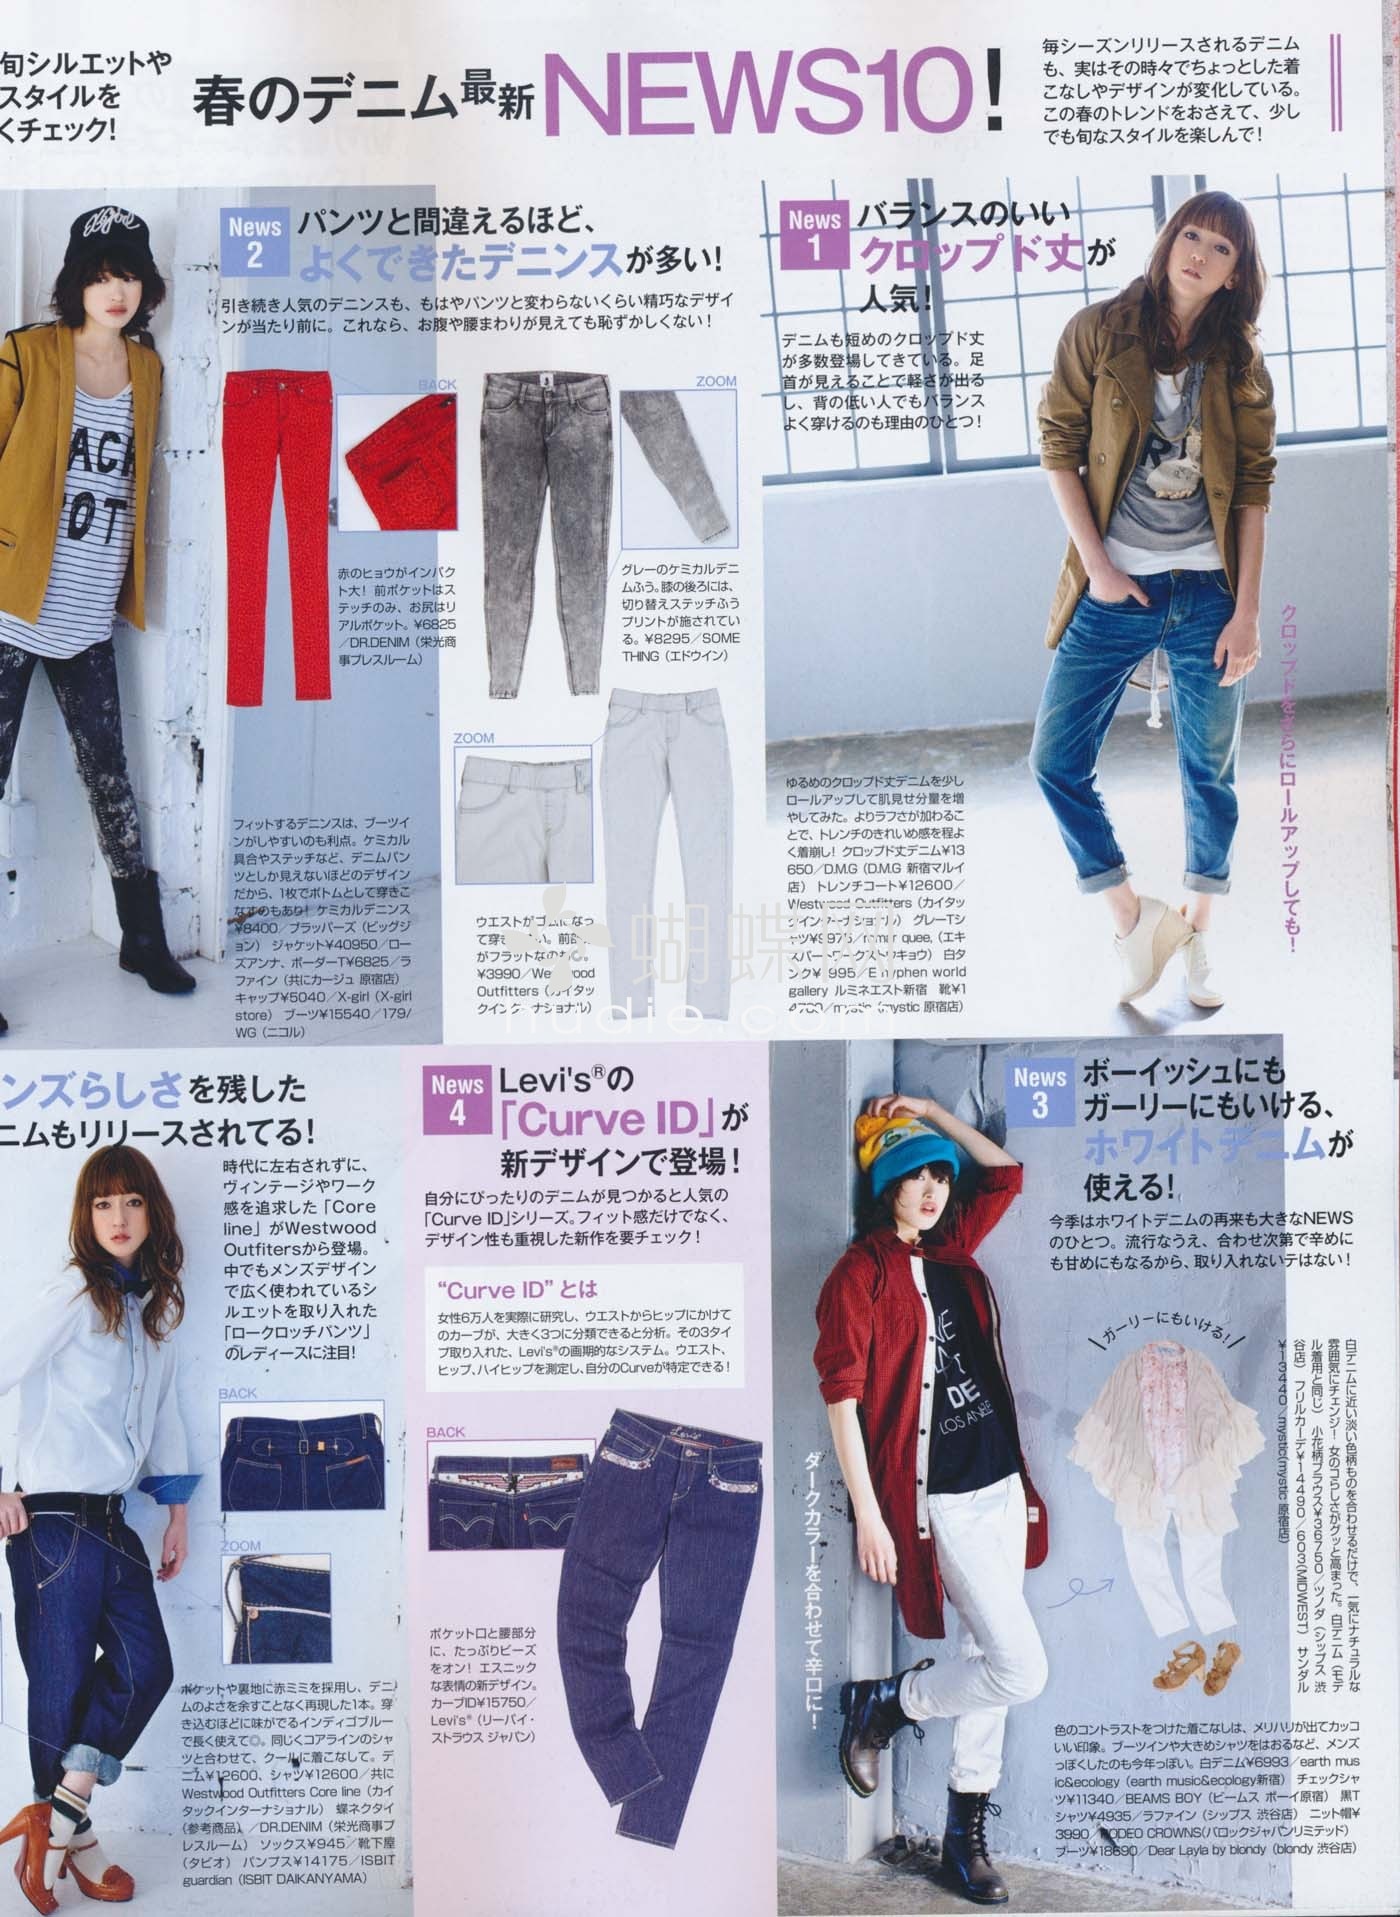 旬シルエットや
スタイルを
くチェック!
春のデニム最新 NEWS10!
毎シーズンリリースされるデニム
も、実はその時々でちょっとした着
こなしやデザインが変化している。
この春のトレンドをおさえて、少し
でも旬なスタイルを楽しんで!
News 1
バランスのいい
クロップド丈が
人気!
デニムも短めのクロップド丈
が多数登場してきている。足
首が見えることで軽さが出る
し、背の低い人でもバランス
よく穿けるのも理由のひとつ!
クロップドをさらにロールアップしても!
ゆるめのクロップド丈デニムを少し
ロールアップして肌見せ分量を増
やしてみた。よりラフさが加わるこ
とで、トレンチのきれいめ感を程よ
く着崩し! クロップド丈デニム¥13
650/D.M.G(D.M.G 新宿マルイ
店) トレンチコート¥12600/
Westwood Outfitters(カイタッ
クインターナショナル) グレーTシ
ャツ¥9975/
白タ
gallery ルミネエスト新宿 靴¥1
/mystic(mystic 原宿店)
News 2
パンツと間違えるほど、
よくできたデニンスが多い!
引き続き人気のデニンスも、もはやパンツと変わらないくらい精巧なデザイ
ンが当たり前に。これなら、お腹や腰まわりが見えても恥ずかしくない!
BACK
ZOOM
赤のヒョウがインパク
ト大! 前ポケットはス
テッチのみ、お尻はリ
アルポケット。¥6825
/DR.DENIM(栄光商
事プレスルーム)
グレーのケミカルデニ
ムふう。膝の後ろには、
切り替えステッチふう
プリントが施されてい
る。¥8295/SOME
THING(エドウイン)
ZOOM
ウエストがゴムになっ
て穿き
がフラットなの
¥3990/Westwood
Outfitters(カイタッ
クインターナショナル)
フィットするデニンスは、ブーツイ
ンがしやすいのも利点。ケミカル
具合やステッチなど、デニムパン
ツとしか見えないほどのデザイン
だから、1枚でボトムとして穿きこ
なすのもあり! ケミカルデニンス
¥8400/ブラッパーズ(ビッグジ
ョン) ジャケット¥40950/ロー
ズアンナ、ボーダーT¥6825/ラ
ファイン(共にカージュ 原宿店)
キャップ¥5040/X-girl(X-girl
store) ブーツ¥15540/179/
WG(ニコル)
蝴蝶网
hudie.com
News 3
ボーイッシュにも
ガーリーにもいける、
ホワイトデニムが
使える!
今季はホワイトデニムの再来も大きなNEWS
のひとつ。流行なうえ、合わせ次第で辛めに
も甘めにもなるから、取り入れないテはない!
ガーリーにもいける!
白デニムに近い淡い色柄ものを合わせるだけで、一気にナチュラルな
雰囲気にチェンジ! 女のコらしさがグッと高まった。白デニム(モデ
ル着用と同じ) 小花柄ブラウス¥36750/ツノダ(シップス 渋
谷店) フリルカーデ¥14490/603(MIDWEST) サンダル
¥13440/mystic(mystic 原宿店)
ダークカラーを合わせて辛口に!
LOS ANGELES
色のコントラストをつけた着こなしは、メリハリが出てカッコ
いい印象。ブーツインや大きめシャツをはおるなど、メンズ
っぽくしたのも今年っぽい。白デニム¥6993/earth mus
ic&ecology(earth music&ecology新宿) チェックシャ
ツ¥11340/BEAMS BOY(ビームス ボーイ原宿) 黒T
シャツ¥4935/ラファイン(シップス 渋谷店) ニット帽¥
3990/RODEO CROWNS(バロックジャパンリミテッド)
ブーツ¥18690/Dear Layla by blondy(blondy 渋谷店)
News 4
Levi's®の
「Curve ID」が
新デザインで登場!
自分にぴったりのデニムが見つかると人気の
「Curve ID」シリーズ。フィット感だけでなく、
デザイン性も重視した新作を要チェック!
“Curve ID” とは
女性6万人を実際に研究し、ウエストからヒップにかけて
のカーブが、大きく3つに分類できると分析。その3タイ
プ取り入れた、Levi's®の画期的なシステム。ウエスト、
ヒップ、ハイヒップを測定し、自分のCurveが特定できる!
BACK
ポケット口と腰部分
に、たっぷりビーズ
をオン! エスニック
な表情の新デザイン。
カーブID¥15750/
Levi's®(リーバイ・
ストラウス ジャパン)
ンズらしさを残した
ニムもリリースされてる!
時代に左右されずに、
ヴィンテージやワーク
感を追求した「Core
line」がWestwood
Outfittersから登場。
中でもメンズデザイン
で広く使われているシ
ルエットを取り入れた
「ロークロッチパンツ」
のレディースに注目!
BACK
ZOOM
ポケットや裏地に赤ミミを採用し、デニ
ムのよさを余すことなく再現した1本。穿
き込むほどに味がでるインディゴブルー
で長く使えて◎。同じくコアラインのシャ
ツと合わせて、クールに着こなして。デ
ニム¥12600、シャツ¥12600/共に
Westwood Outfitters Core line(カイ
タックインターナショナル) 蝶ネクタイ
(参考商品)/DR.DENIM(栄光商事プ
レスルーム) ソックス¥945/靴下屋
(タビオ) パンプス¥14175/ISBIT
guardian(ISBIT DAIKANYAMA)